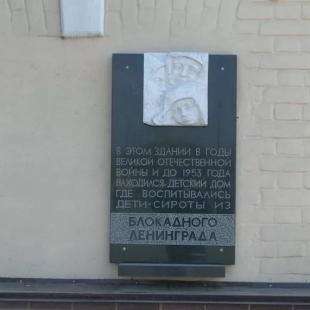 В ЭТОМ ЗДАНИИ В ГОДЫ
ВЕЛИКОЙ ОТЕЧЕСТВЕННОЙ
ВОЙНЫ И ДО 1953 ГОДА
НАХОДИЛСЯ ДЕТСКИЙ ДОМ
ГДЕ ВОСПИТЫВАЛИСЬ
ДЕТИ-СИРОТЫ ИЗ
БЛОКАДНОГО
ЛЕНИНГРАДА